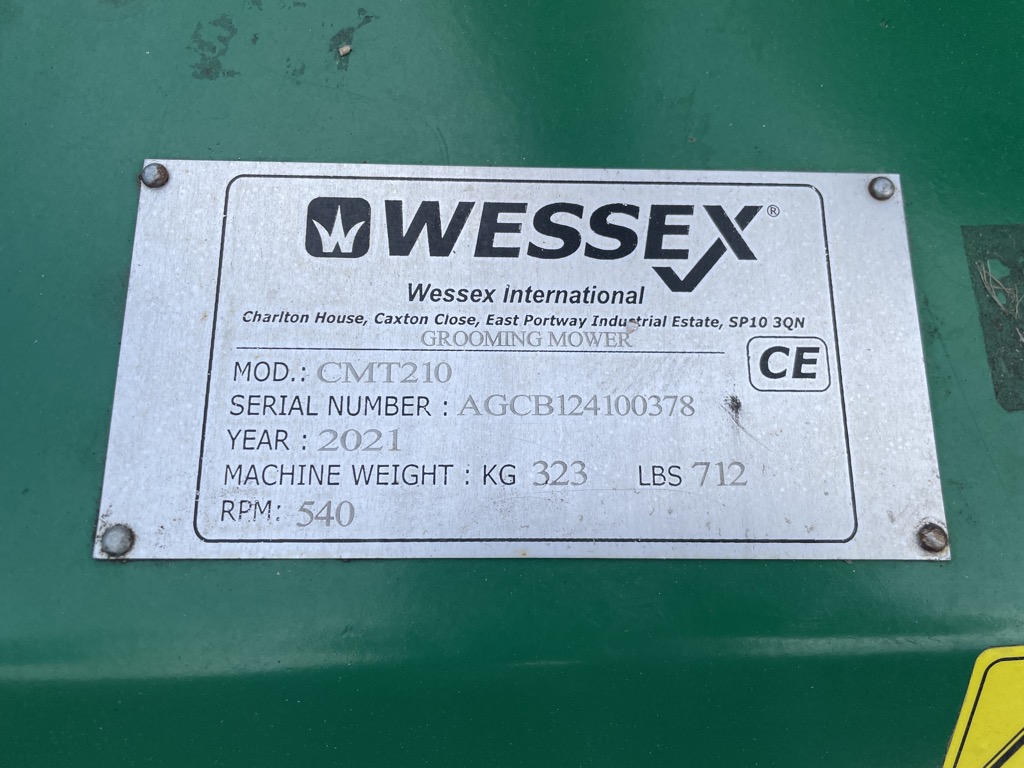 W WESSEX®
Wessex International
Charlton House, Caxton Close, East Portway Industrial Estate, SP10 3QN
GROOMING MOWER
MOD.: CMT210
CE
SERIAL NUMBER : AGCB124100378
YEAR : 2021
MACHINE WEIGHT : KG 323 LBS 712
RPM: 540